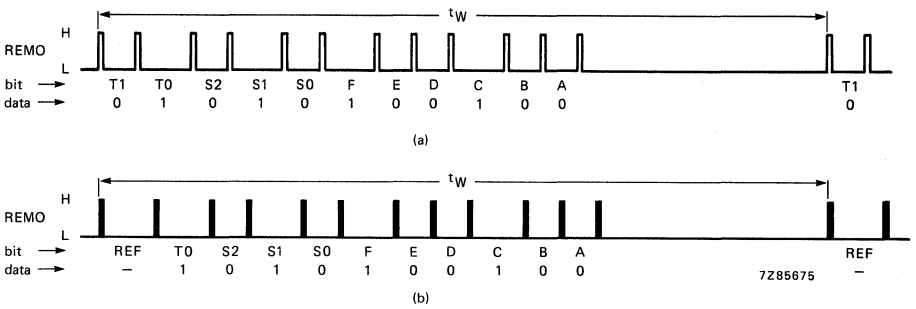 tW
H
REMO
L
bit → T1 T0 S2 S1 S0 F E D C B A T1
data → 0 1 0 1 0 1 0 0 1 0 0 0
(a)
tW
H
REMO
L
bit → REF T0 S2 S1 S0 F E D C B A REF
data → – 1 0 1 0 1 0 0 1 0 0 –
7Z85675
(b)